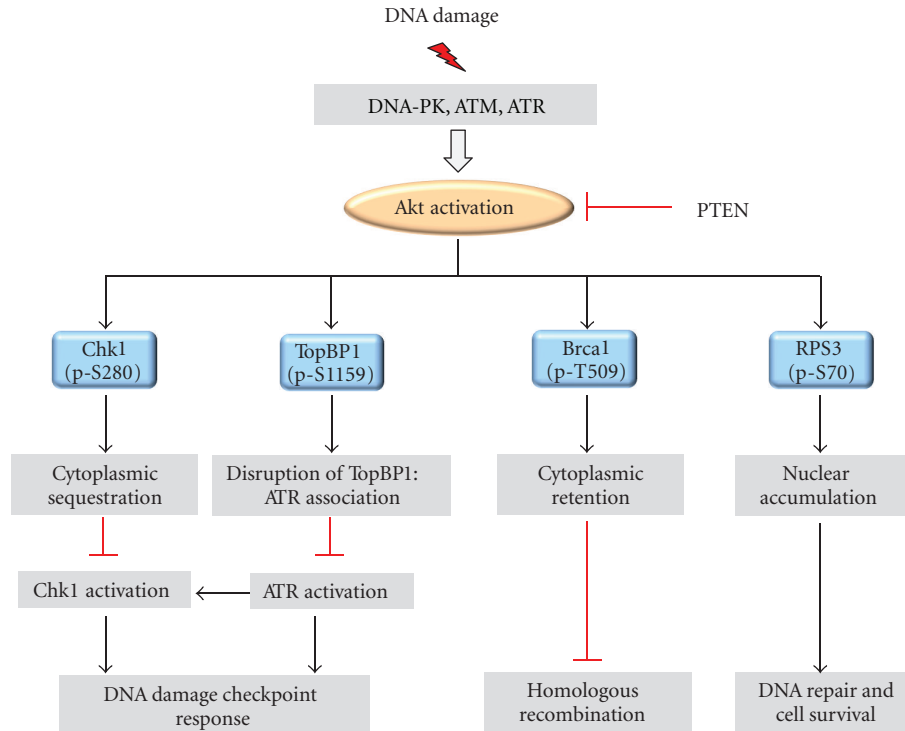 DNA damage
DNA-PK, ATM, ATR
Akt activation
PTEN
Chk1
(p-S280)
TopBP1
(p-S1159)
Brca1
(p-T509)
RPS3
(p-S70)
Cytoplasmic
sequestration
Disruption of TopBP1:
ATR association
Cytoplasmic
retention
Nuclear
accumulation
Chk1 activation
ATR activation
DNA damage checkpoint
response
Homologous
recombination
DNA repair and
cell survival